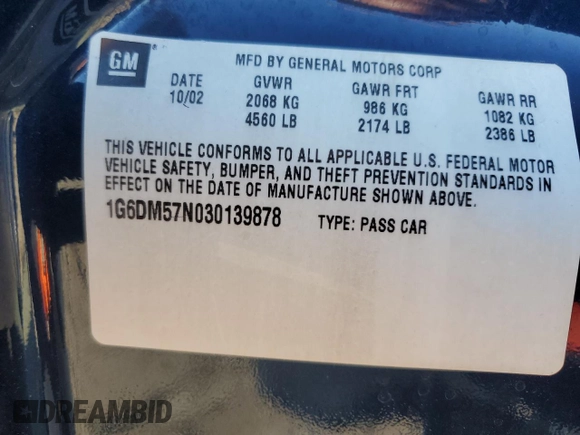 GM
MFD BY GENERAL MOTORS CORP
DATE GVWR GAWR FRT GAWR RR
10/02 2068 KG 986 KG 1082 KG
4560 LB 2174 LB 2386 LB
THIS VEHICLE CONFORMS TO ALL APPLICABLE U.S. FEDERAL MOTOR
VEHICLE SAFETY, BUMPER, AND THEFT PREVENTION STANDARDS IN
EFFECT ON THE DATE OF MANUFACTURE SHOWN ABOVE.
1G6DM57N030139878 TYPE: PASS CAR
DREAMBID